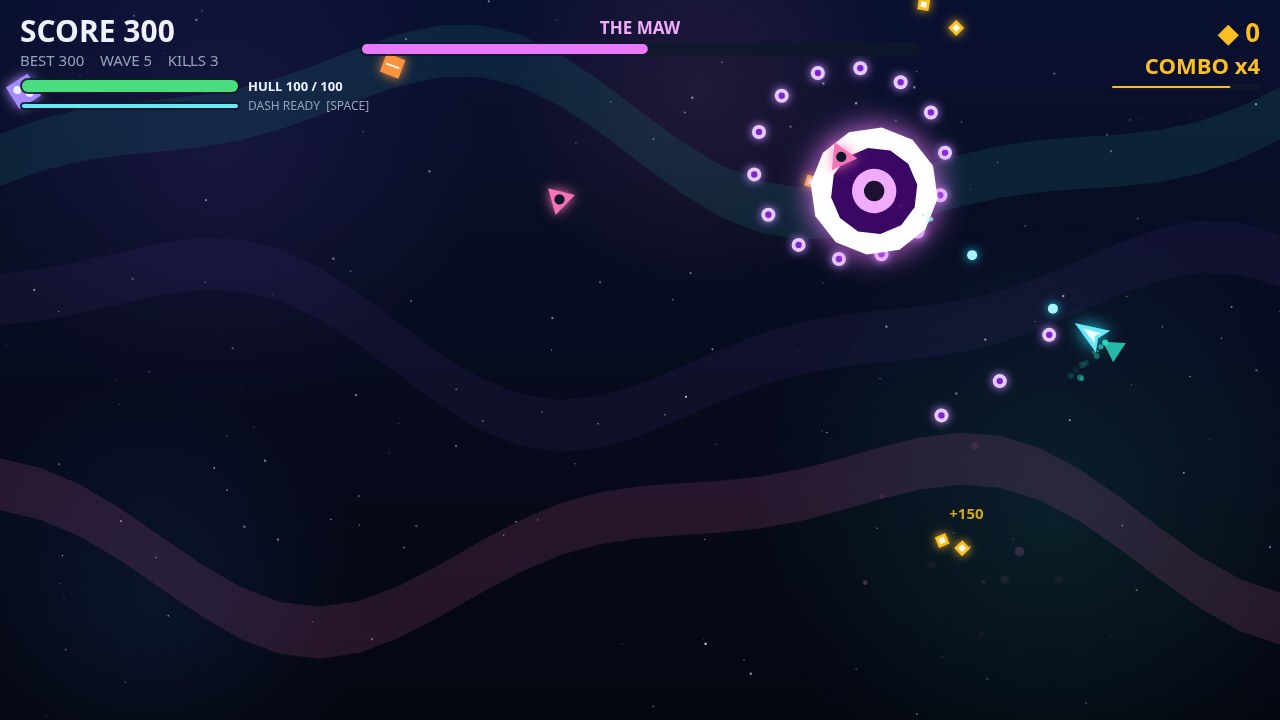 SCORE 300
BEST 300 WAVE 5 KILLS 3
HULL 100 / 100
DASH READY [SPACE]
THE MAW
◆ 0
COMBO x4
+150